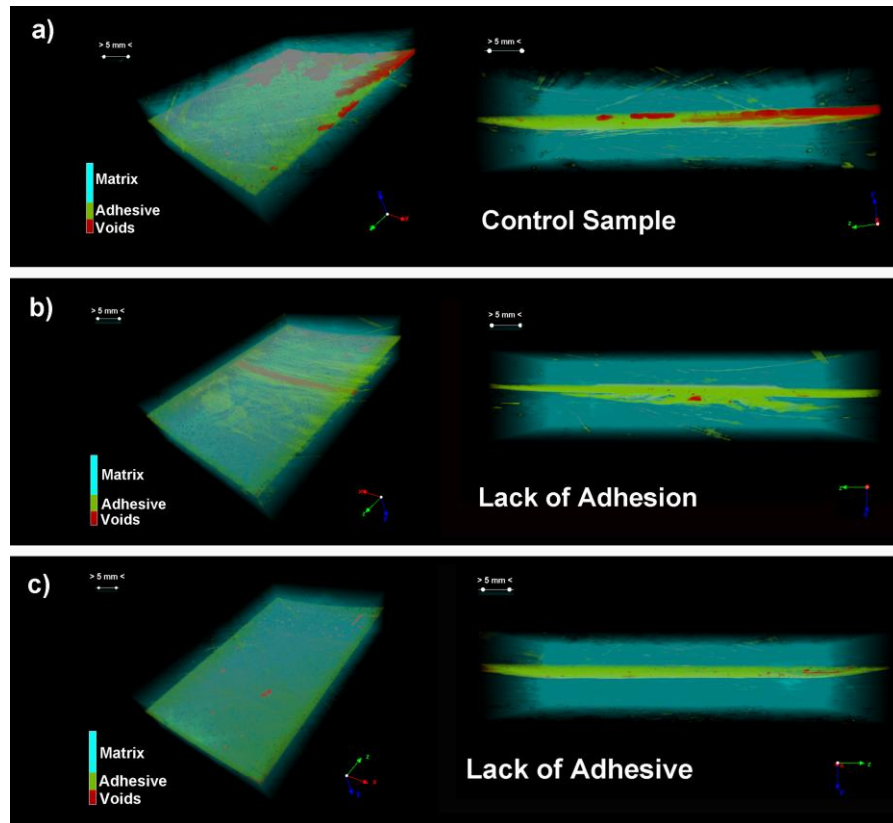 a)
> 5 mm <
> 5 mm <
Matrix
Adhesive
Voids
Control Sample
b)
> 5 mm <
> 5 mm <
Matrix
Adhesive
Voids
Lack of Adhesion
c)
> 5 mm <
> 5 mm <
Matrix
Adhesive
Voids
Lack of Adhesive